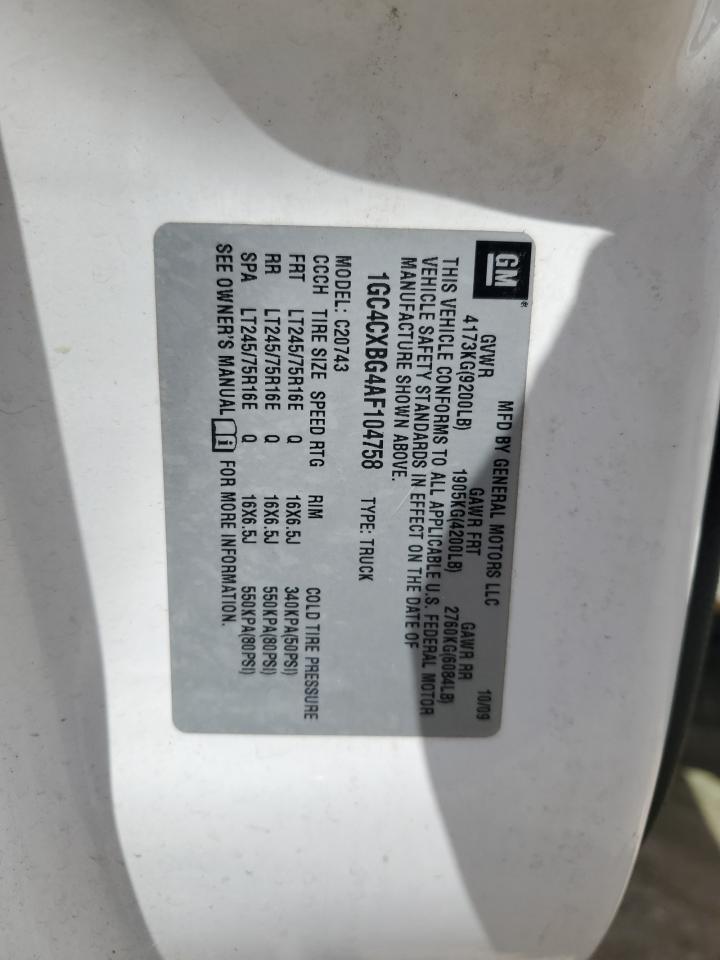 GM® MFD BY GENERAL MOTORS LLC 10/09
GVWR GAWR FRT GAWR RR
4173KG(9200LB) 1905KG(4200LB) 2760KG(6084LB)
THIS VEHICLE CONFORMS TO ALL APPLICABLE U.S. FEDERAL MOTOR
VEHICLE SAFETY STANDARDS IN EFFECT ON THE DATE OF
MANUFACTURE SHOWN ABOVE.
1GC4CXBG4AF104758 TYPE: TRUCK
MODEL: C20743
CCCH TIRE SIZE SPEED RTG RIM COLD TIRE PRESSURE
FRT LT245/75R16E Q 16X6.5J 340KPA(50PSI)
RR LT245/75R16E Q 16X6.5J 550KPA(80PSI)
SPA LT245/75R16E Q 16X6.5J 550KPA(80PSI)
SEE OWNER'S MANUAL FOR MORE INFORMATION.